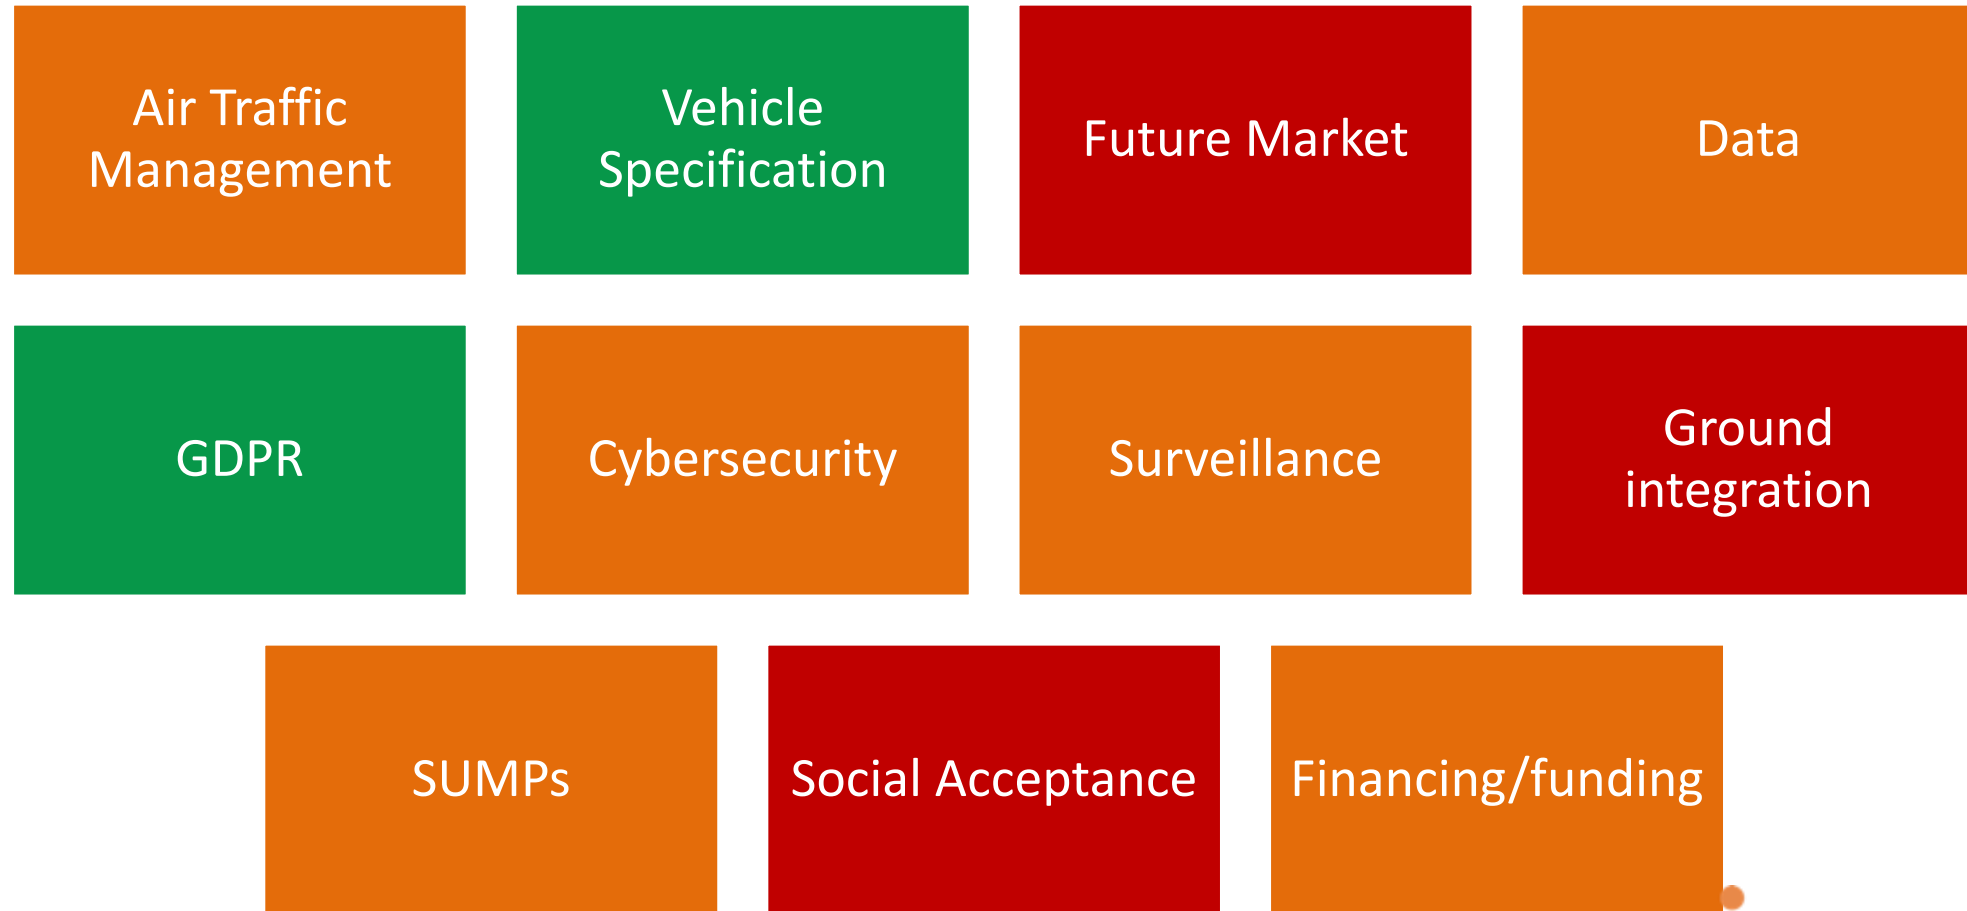 Air Traffic
Management
Vehicle
Specification
Future Market
Data
GDPR
Cybersecurity
Surveillance
Ground
integration
SUMPs
Social Acceptance
Financing/funding